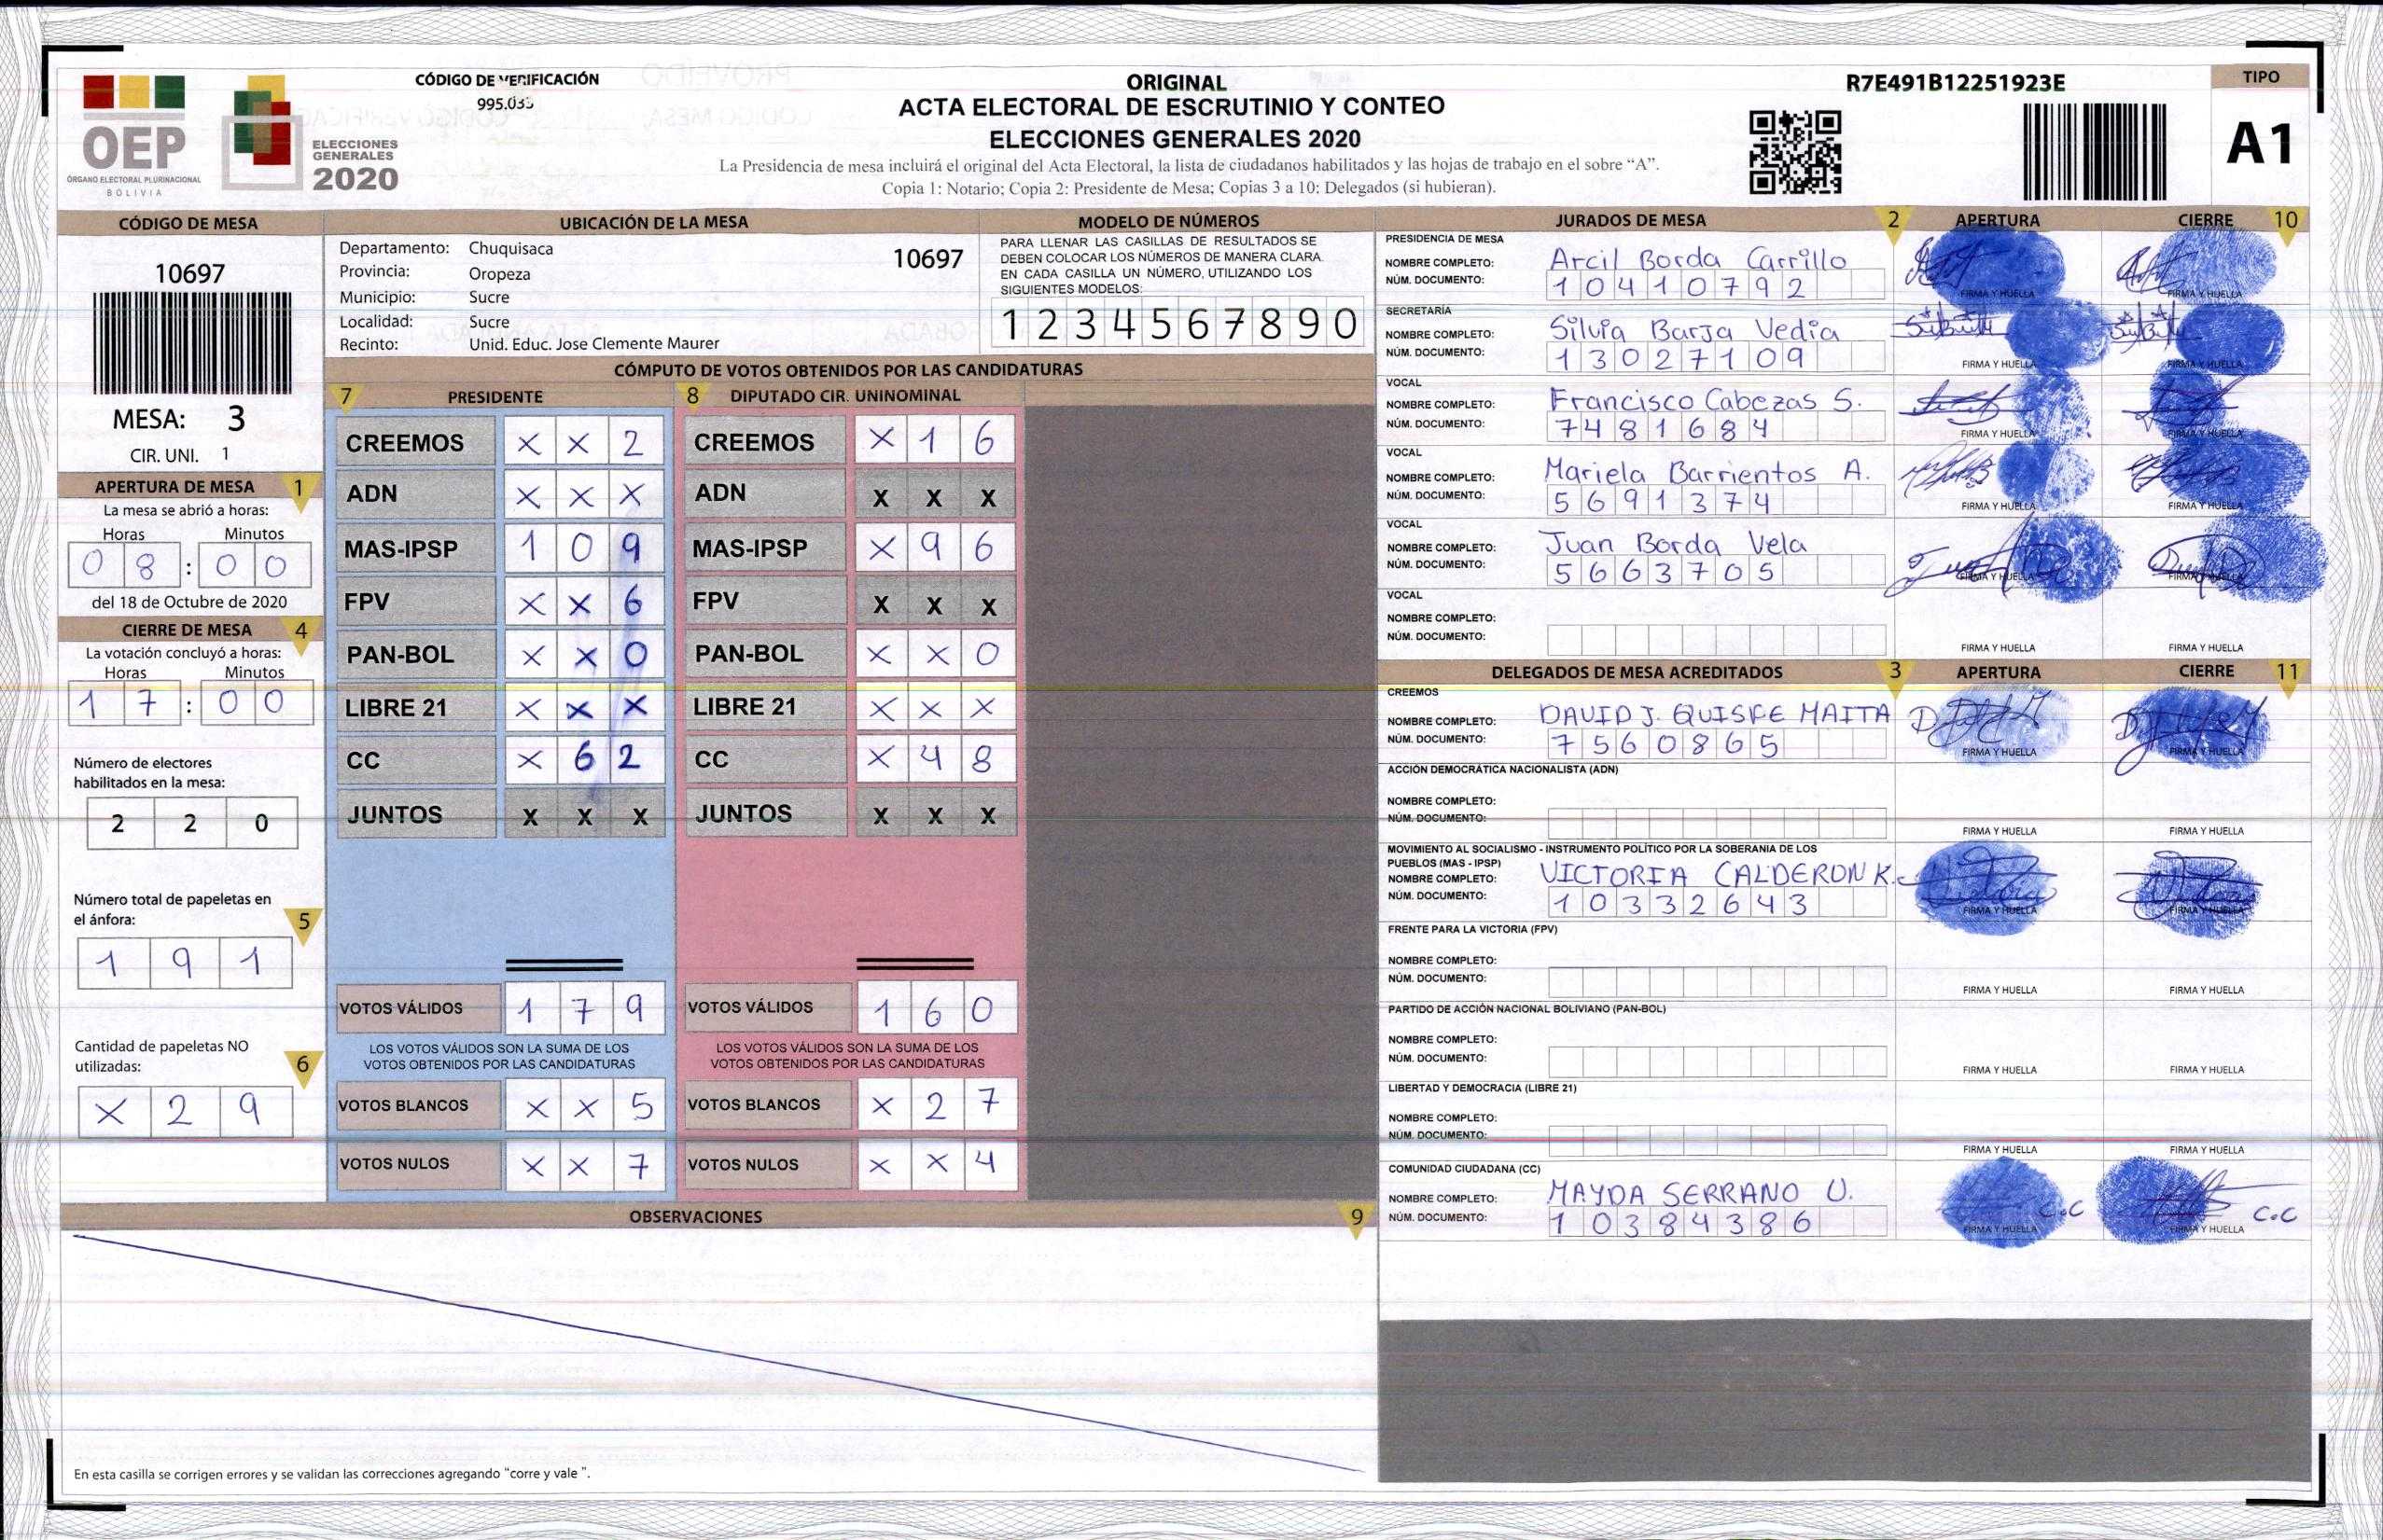 CÓDIGO DE VERIFICACIÓN
995.035
ORIGINAL
ACTA ELECTORAL DE ESCRUTINIO Y CONTEO
ELECCIONES GENERALES 2020
La Presidencia de mesa incluirá el original del Acta Electoral, la lista de ciudadanos habilitados y las hojas de trabajo en el sobre “A”.
Copia 1: Notario; Copia 2: Presidente de Mesa; Copias 3 a 10: Delegados (si hubieran).
R7E491B12251923E
TIPO
A1
OEP
ÓRGANO ELECTORAL PLURINACIONAL
BOLIVIA
ELECCIONES
GENERALES
2020
CÓDIGO DE MESA
10697
MESA: 3
CIR. UNI. 1
APERTURA DE MESA 1
La mesa se abrió a horas:
Horas Minutos
0 8 : 0 0
del 18 de Octubre de 2020
CIERRE DE MESA 4
La votación concluyó a horas:
Horas Minutos
1 7 : 0 0
Número de electores
habilitados en la mesa:
2 2 0
Número total de papeletas en
el ánfora: 5
1 9 1
Cantidad de papeletas NO
utilizadas: 6
X 2 9
UBICACIÓN DE LA MESA
Departamento: Chuquisaca 10697
Provincia: Oropeza
Municipio: Sucre
Localidad: Sucre
Recinto: Unid. Educ. Jose Clemente Maurer
MODELO DE NÚMEROS
PARA LLENAR LAS CASILLAS DE RESULTADOS SE
DEBEN COLOCAR LOS NÚMEROS DE MANERA CLARA.
EN CADA CASILLA UN NÚMERO, UTILIZANDO LOS
SIGUIENTES MODELOS:
1 2 3 4 5 6 7 8 9 0
CÓMPUTO DE VOTOS OBTENIDOS POR LAS CANDIDATURAS
7 PRESIDENTE
CREEMOS X X 2
ADN X X X
MAS-IPSP 1 0 9
FPV X X 6
PAN-BOL X X 0
LIBRE 21 X X X
CC X 6 2
JUNTOS X X X
VOTOS VÁLIDOS 1 7 9
LOS VOTOS VÁLIDOS SON LA SUMA DE LOS
VOTOS OBTENIDOS POR LAS CANDIDATURAS
VOTOS BLANCOS X X 5
VOTOS NULOS X X 7
8 DIPUTADO CIR. UNINOMINAL
CREEMOS X 1 6
ADN X X X
MAS-IPSP X 9 6
FPV X X X
PAN-BOL X X 0
LIBRE 21 X X X
CC X 4 8
JUNTOS X X X
VOTOS VÁLIDOS 1 6 0
LOS VOTOS VÁLIDOS SON LA SUMA DE LOS
VOTOS OBTENIDOS POR LAS CANDIDATURAS
VOTOS BLANCOS X 2 7
VOTOS NULOS X X 4
OBSERVACIONES 9
En esta casilla se corrigen errores y se validan las correcciones agregando “corre y vale ”.
JURADOS DE MESA 2 APERTURA CIERRE 10
PRESIDENCIA DE MESA
NOMBRE COMPLETO: Arcil Borda Carrillo
NÚM. DOCUMENTO: 10410792
FIRMA Y HUELLA FIRMA Y HUELLA
SECRETARÍA
NOMBRE COMPLETO: Silvia Barja Vedia
NÚM. DOCUMENTO: 13027109
FIRMA Y HUELLA FIRMA Y HUELLA
VOCAL
NOMBRE COMPLETO: Francisco Cabezas S.
NÚM. DOCUMENTO: 7481684
FIRMA Y HUELLA FIRMA Y HUELLA
VOCAL
NOMBRE COMPLETO: Mariela Barrientos A.
NÚM. DOCUMENTO: 5691374
FIRMA Y HUELLA FIRMA Y HUELLA
VOCAL
NOMBRE COMPLETO: Juan Borda Vela
NÚM. DOCUMENTO: 5663705
FIRMA Y HUELLA FIRMA Y HUELLA
VOCAL
NOMBRE COMPLETO:
NÚM. DOCUMENTO:
FIRMA Y HUELLA FIRMA Y HUELLA
DELEGADOS DE MESA ACREDITADOS 3 APERTURA CIERRE 11
CREEMOS
NOMBRE COMPLETO: DAVID J. QUISPE MAITA
NÚM. DOCUMENTO: 7560865
FIRMA Y HUELLA FIRMA Y HUELLA
ACCIÓN DEMOCRÁTICA NACIONALISTA (ADN)
NOMBRE COMPLETO:
NÚM. DOCUMENTO:
FIRMA Y HUELLA FIRMA Y HUELLA
MOVIMIENTO AL SOCIALISMO - INSTRUMENTO POLÍTICO POR LA SOBERANIA DE LOS
PUEBLOS (MAS - IPSP)
NOMBRE COMPLETO: VICTORIA CALDERON K.
NÚM. DOCUMENTO: 10332643
FIRMA Y HUELLA FIRMA Y HUELLA
FRENTE PARA LA VICTORIA (FPV)
NOMBRE COMPLETO:
NÚM. DOCUMENTO:
FIRMA Y HUELLA FIRMA Y HUELLA
PARTIDO DE ACCIÓN NACIONAL BOLIVIANO (PAN-BOL)
NOMBRE COMPLETO:
NÚM. DOCUMENTO:
FIRMA Y HUELLA FIRMA Y HUELLA
LIBERTAD Y DEMOCRACIA (LIBRE 21)
NOMBRE COMPLETO:
NÚM. DOCUMENTO:
FIRMA Y HUELLA FIRMA Y HUELLA
COMUNIDAD CIUDADANA (CC)
NOMBRE COMPLETO: MAYDA SERRANO U.
NÚM. DOCUMENTO: 10384386
C.C C.C
FIRMA Y HUELLA FIRMA Y HUELLA